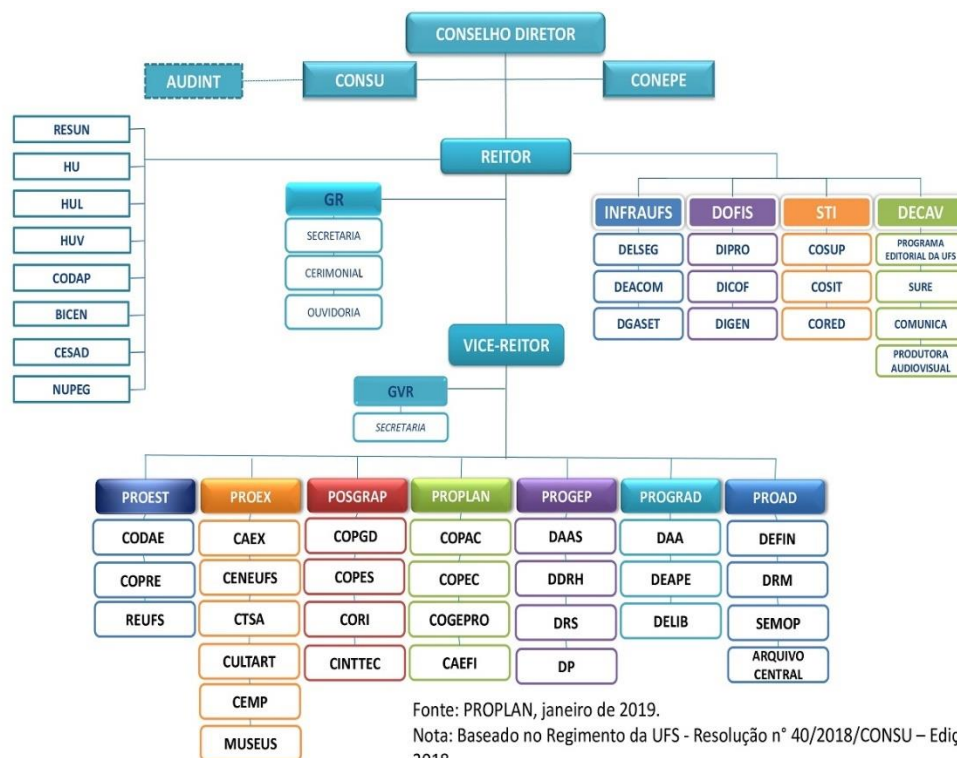 CONSELHO DIRETOR
AUDINT
CONSU
CONEPE
RESUN
HU
HUL
HUV
CODAP
BICEN
CESAD
NUPEG
REITOR
GR
SECRETARIA
CERIMONIAL
OUVIDORIA
INFRAUFS
DELSEG
DEACOM
DGASET
DOFIS
DIPRO
DICOF
DIGEN
STI
COSUP
COSIT
CORED
DECAV
PROGRAMA
EDITORIAL DA UFS
SURE
COMUNICA
PRODUTORA
AUDIOVISUAL
VICE-REITOR
GVR
SECRETARIA
PROEST
CODAE
COPRE
REUFS
PROEX
CAEX
CENEUFS
CTSA
CULTART
CEMP
MUSEUS
POSGRAP
COPGD
COPES
CORI
CINTTEC
PROPLAN
COPAC
COPEC
COGEPRO
CAEFI
PROGEP
DAAS
DDRH
DRS
DP
PROGRAD
DAA
DEAPE
DELIB
PROAD
DEFIN
DRM
SEMOP
ARQUIVO
CENTRAL
Fonte: PROPLAN, janeiro de 2019.
Nota: Baseado no Regimento da UFS - Resolução n° 40/2018/CONSU – Ediç
2018